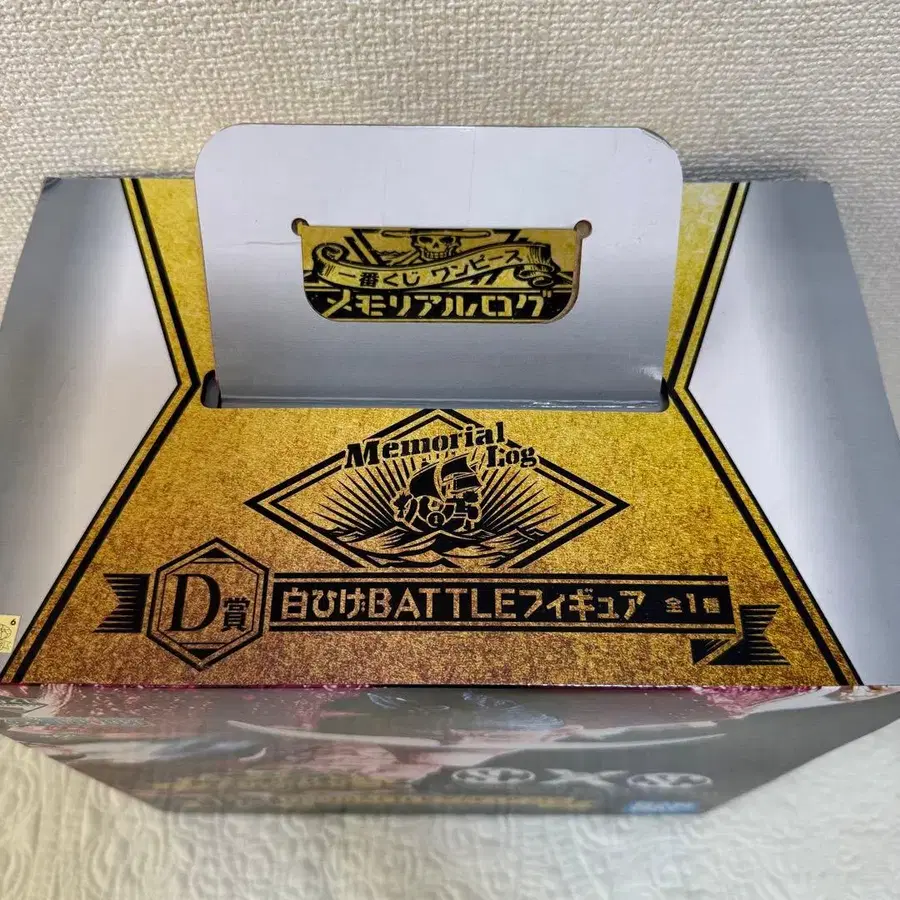 一番くじ ワンピース
メモリアルログ
Memorial
Log
D賞
白ひげBATTLEフィギュア 全1種
6